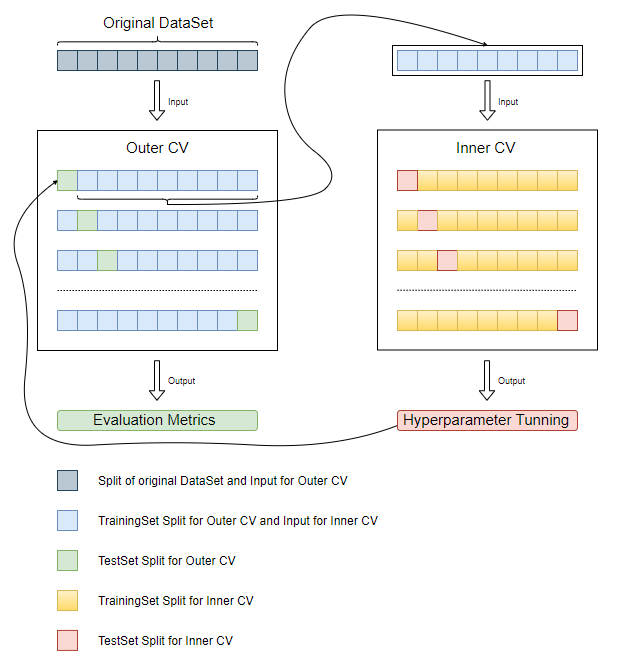 Original DataSet
Input
Input
Outer CV
Inner CV
Output
Output
Evaluation Metrics
Hyperparameter Tunning
Split of original DataSet and Input for Outer CV
TrainingSet Split for Outer CV and Input for Inner CV
TestSet Split for Outer CV
TrainingSet Split for Inner CV
TestSet Split for Inner CV